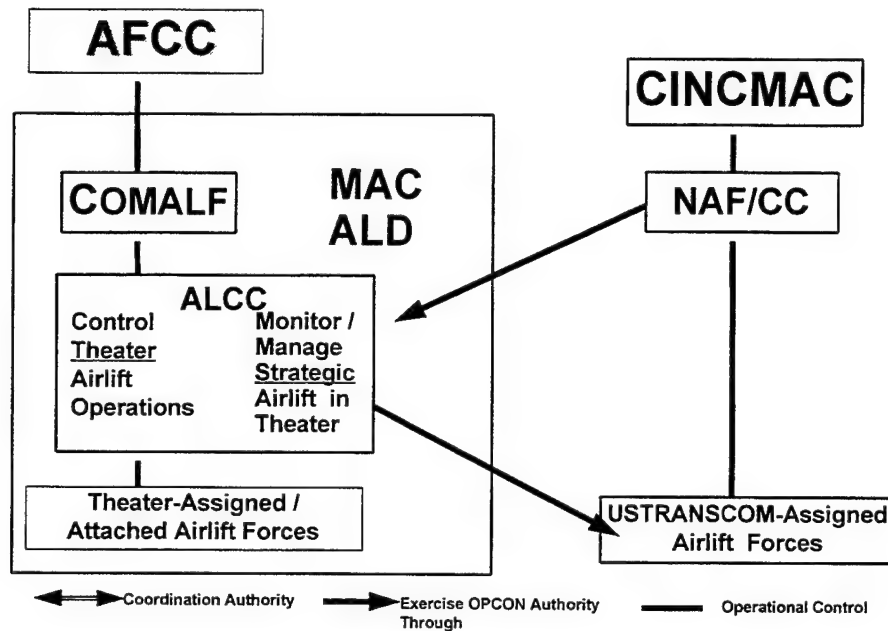 AFCC
CINCMAC
COMALF
MAC
ALD
NAF/CC
ALCC
Control
Theater
Airlift
Operations
Monitor /
Manage
Strategic
Airlift in
Theater
Theater-Assigned /
Attached Airlift Forces
USTRANSCOM-Assigned
Airlift Forces
Coordination Authority
Exercise OPCON Authority
Through
Operational Control